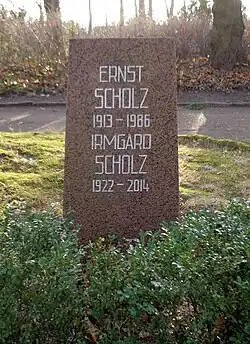 ERNST
SCHOLZ
1913 – 1986
IRMGARD
SCHOLZ
1922 – 2014